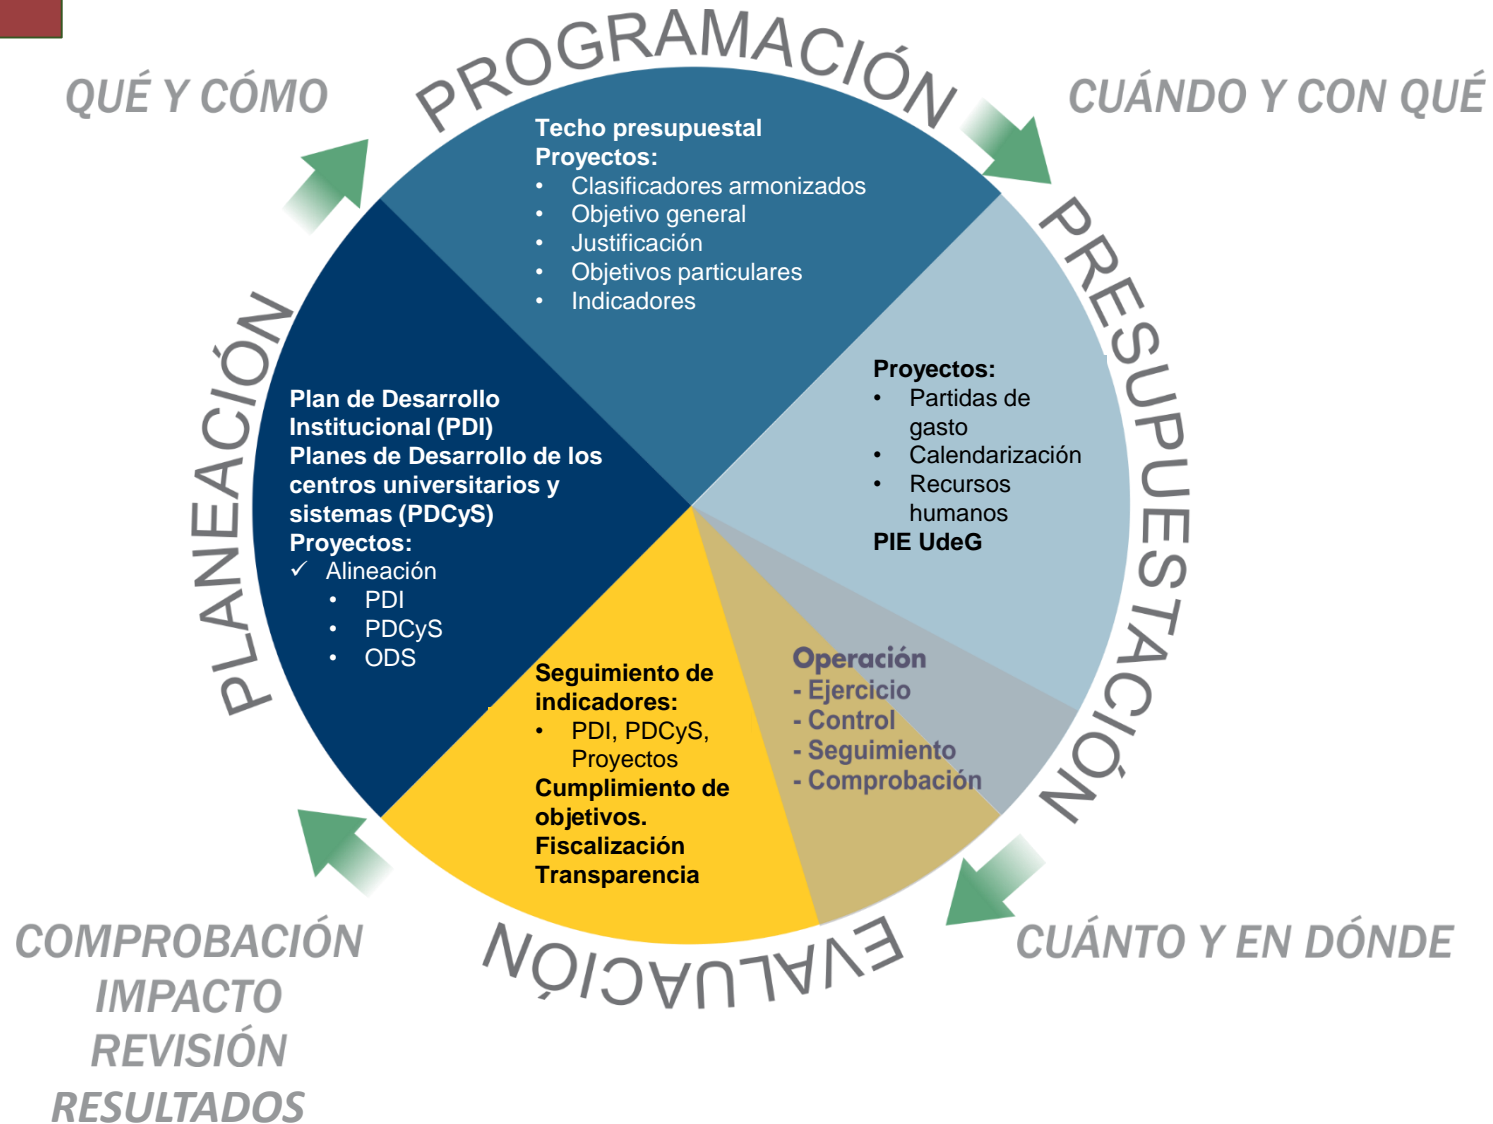 PROGRAMACIÓN
QUÉ Y CÓMO
CUÁNDO Y CON QUÉ
Techo presupuestal
Proyectos:
• Clasificadores armonizados
• Objetivo general
• Justificación
• Objetivos particulares
• Indicadores
PRESUPUESTACIÓN
Proyectos:
• Partidas de
gasto
• Calendarización
• Recursos
humanos
PIE UdeG
PLANEACIÓN
Plan de Desarrollo
Institucional (PDI)
Planes de Desarrollo de los
centros universitarios y
sistemas (PDCyS)
Proyectos:
✓ Alineación
• PDI
• PDCyS
• ODS
Operación
- Ejercicio
- Control
- Seguimiento
- Comprobación
Seguimiento de
indicadores:
• PDI, PDCyS,
Proyectos
Cumplimiento de
objetivos.
Fiscalización
Transparencia
EVALUACIÓN
CUÁNTO Y EN DÓNDE
COMPROBACIÓN
IMPACTO
REVISIÓN
RESULTADOS